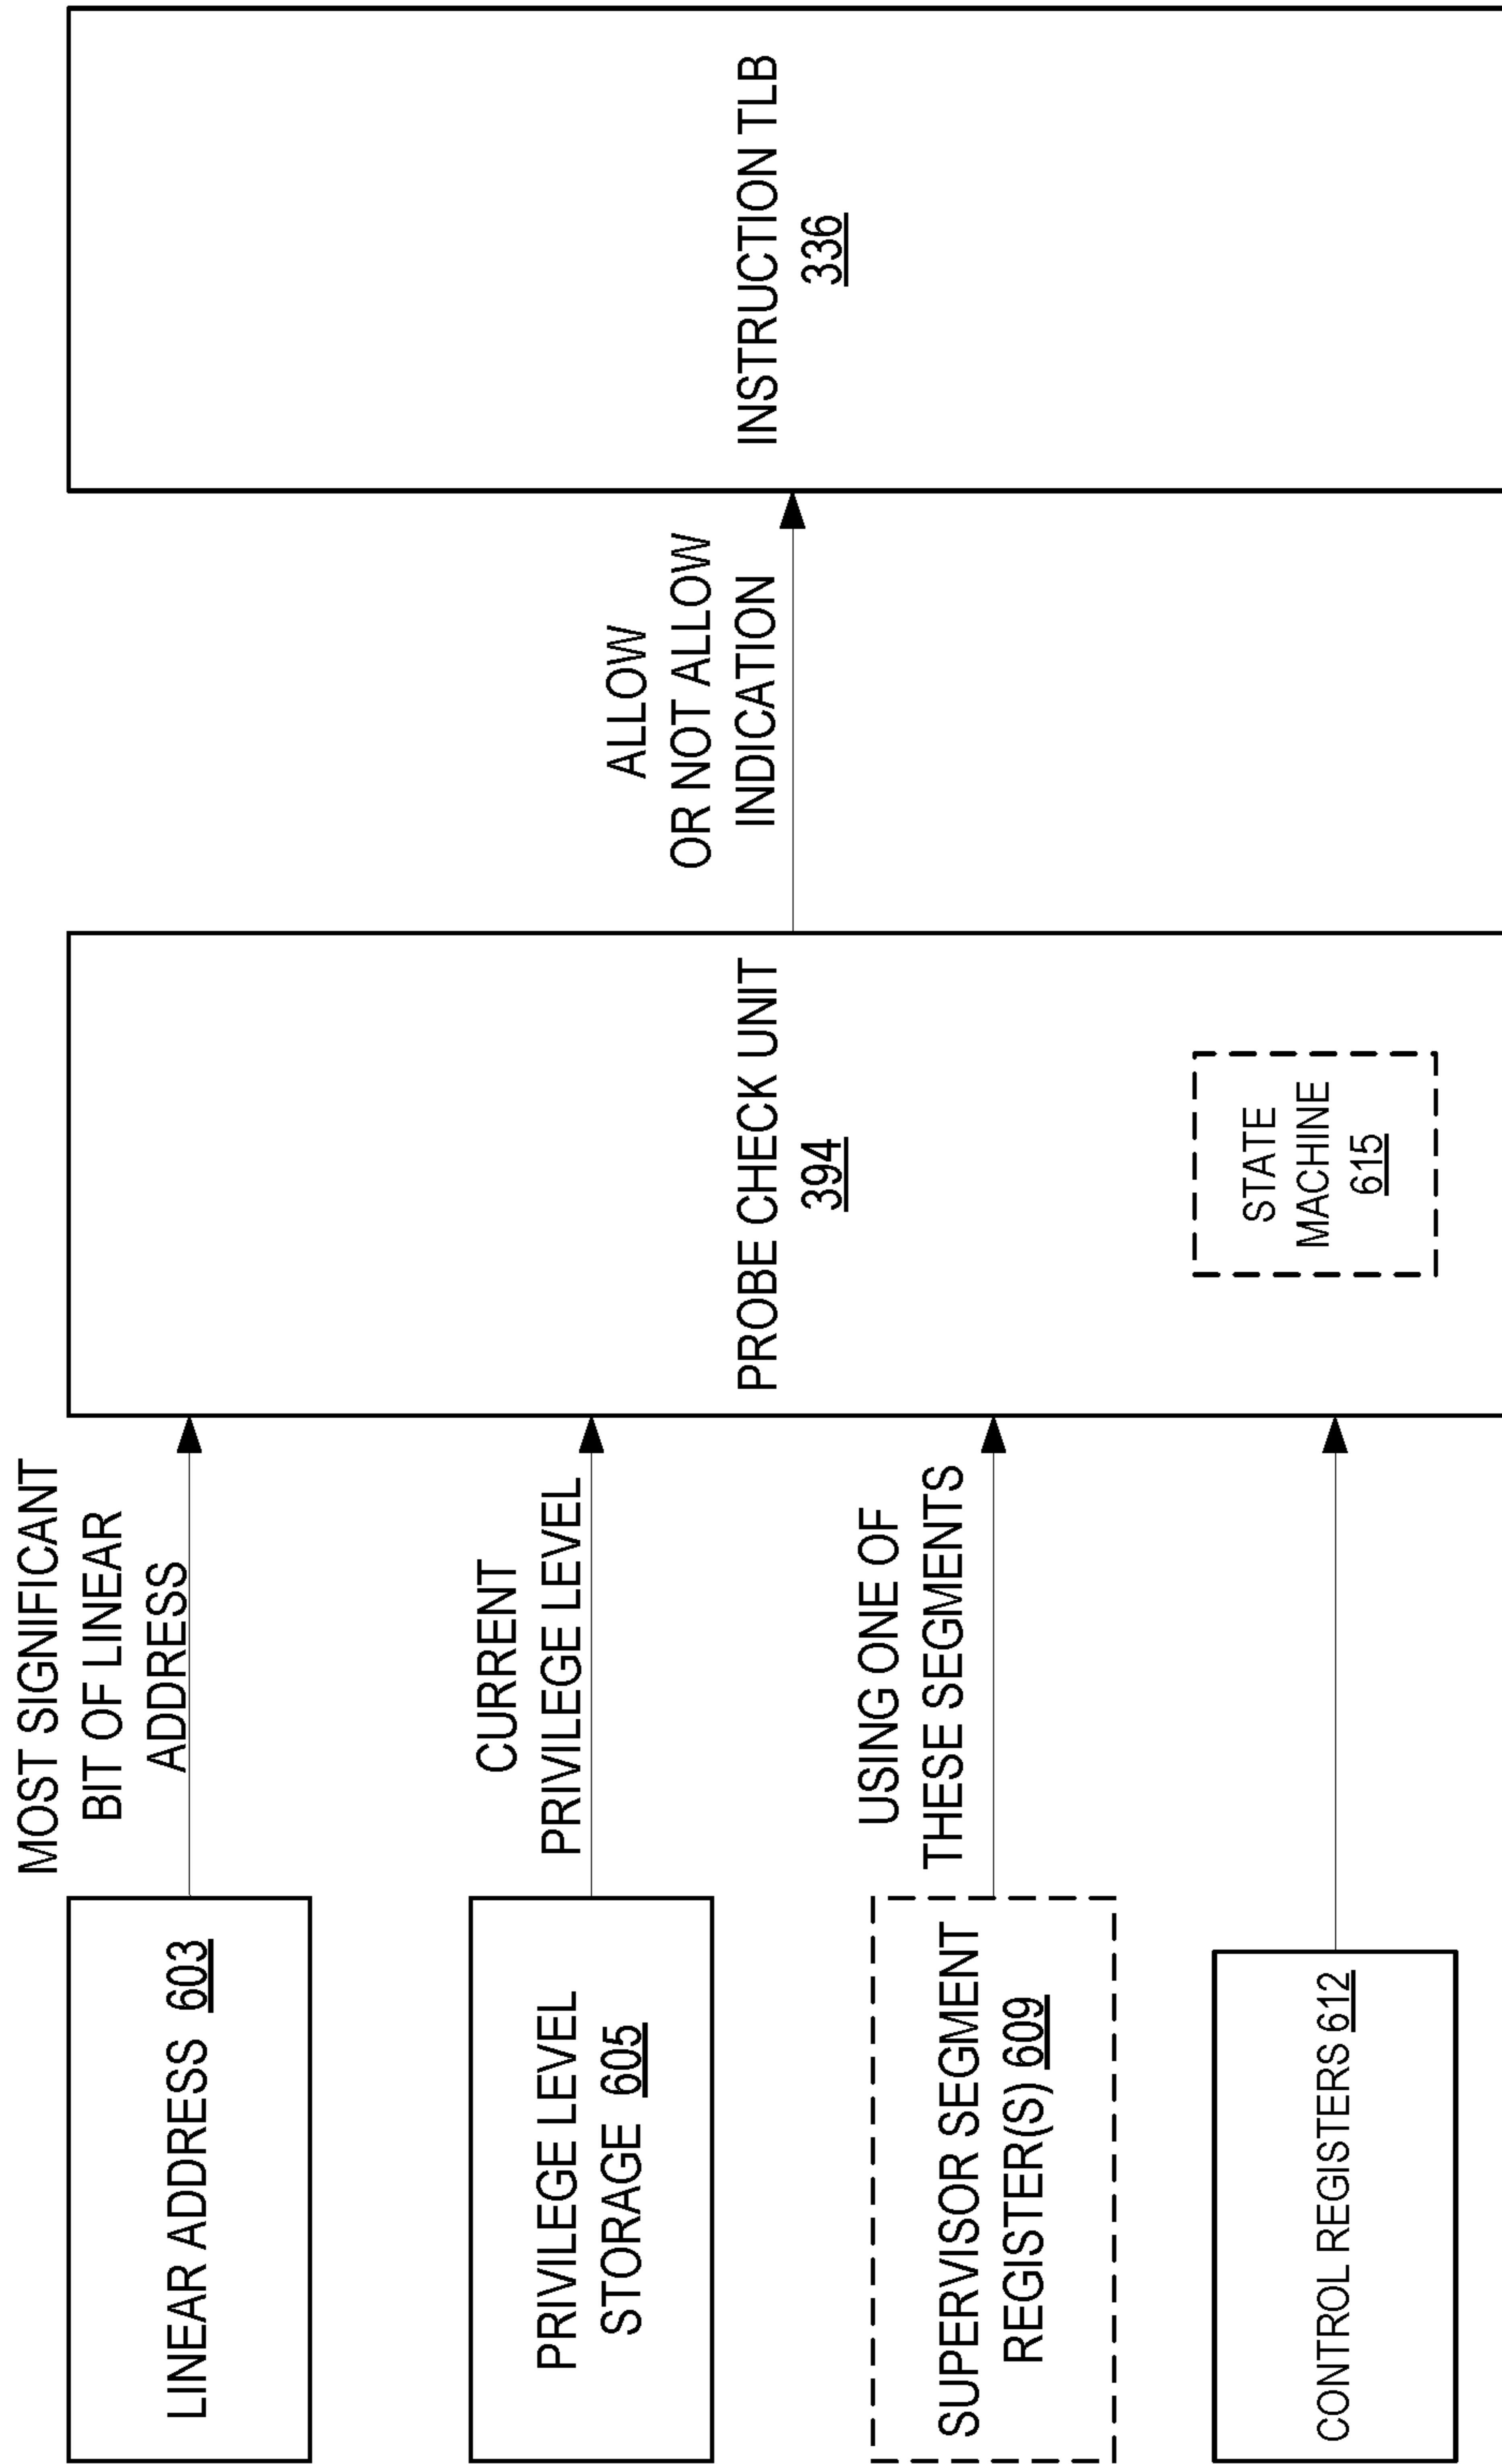 LINEAR ADDRESS 603
MOST SIGNIFICANT
BIT OF LINEAR
ADDRESS
PRIVILEGE LEVEL
STORAGE 605
CURRENT
PRIVILEGE LEVEL
SUPERVISOR SEGMENT
REGISTER(S) 609
USING ONE OF
THESE SEGMENTS
CONTROL REGISTERS 612
PROBE CHECK UNIT
394
STATE
MACHINE
615
ALLOW
OR NOT ALLOW
INDICATION
INSTRUCTION TLB
336